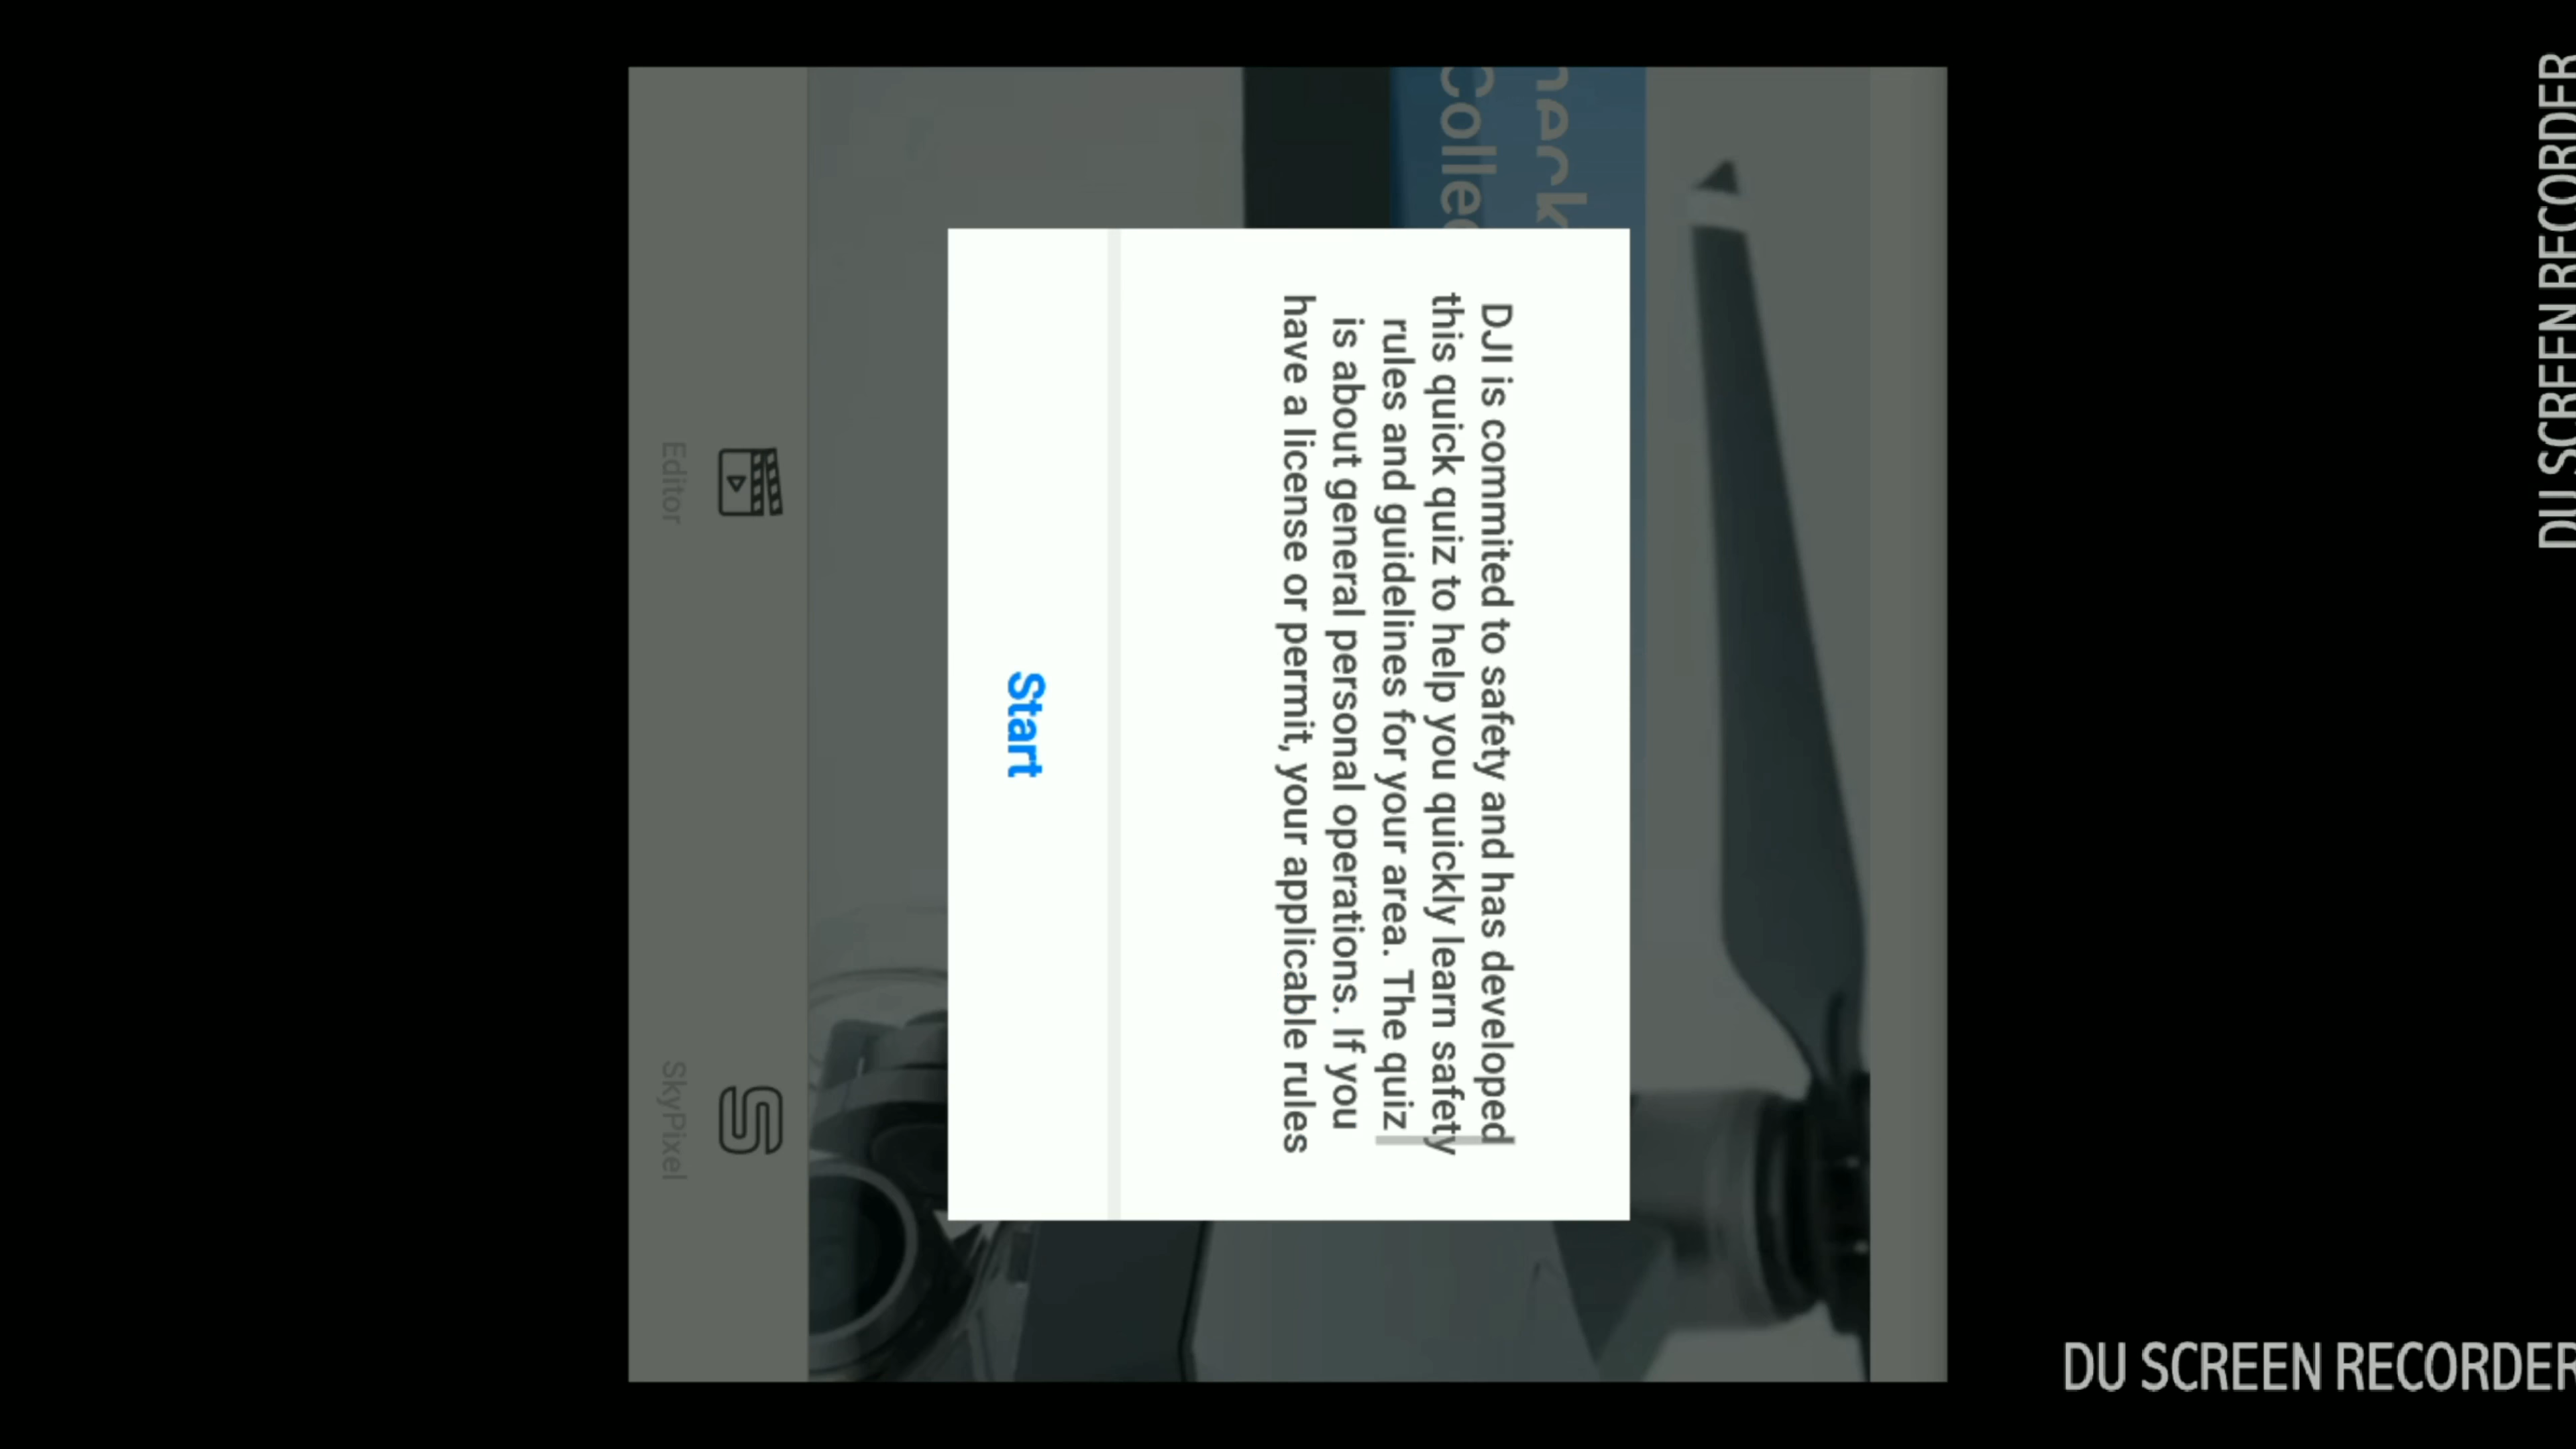 DJI is commited to safety and has developed
this quick quiz to help you quickly learn safety
rules and guidelines for your area. The quiz
is about general personal operations. If you
have a license or permit, your applicable rules
Start
Editor
SkyPixel
DU SCREEN RECORDER
DU SCREEN RECORDER